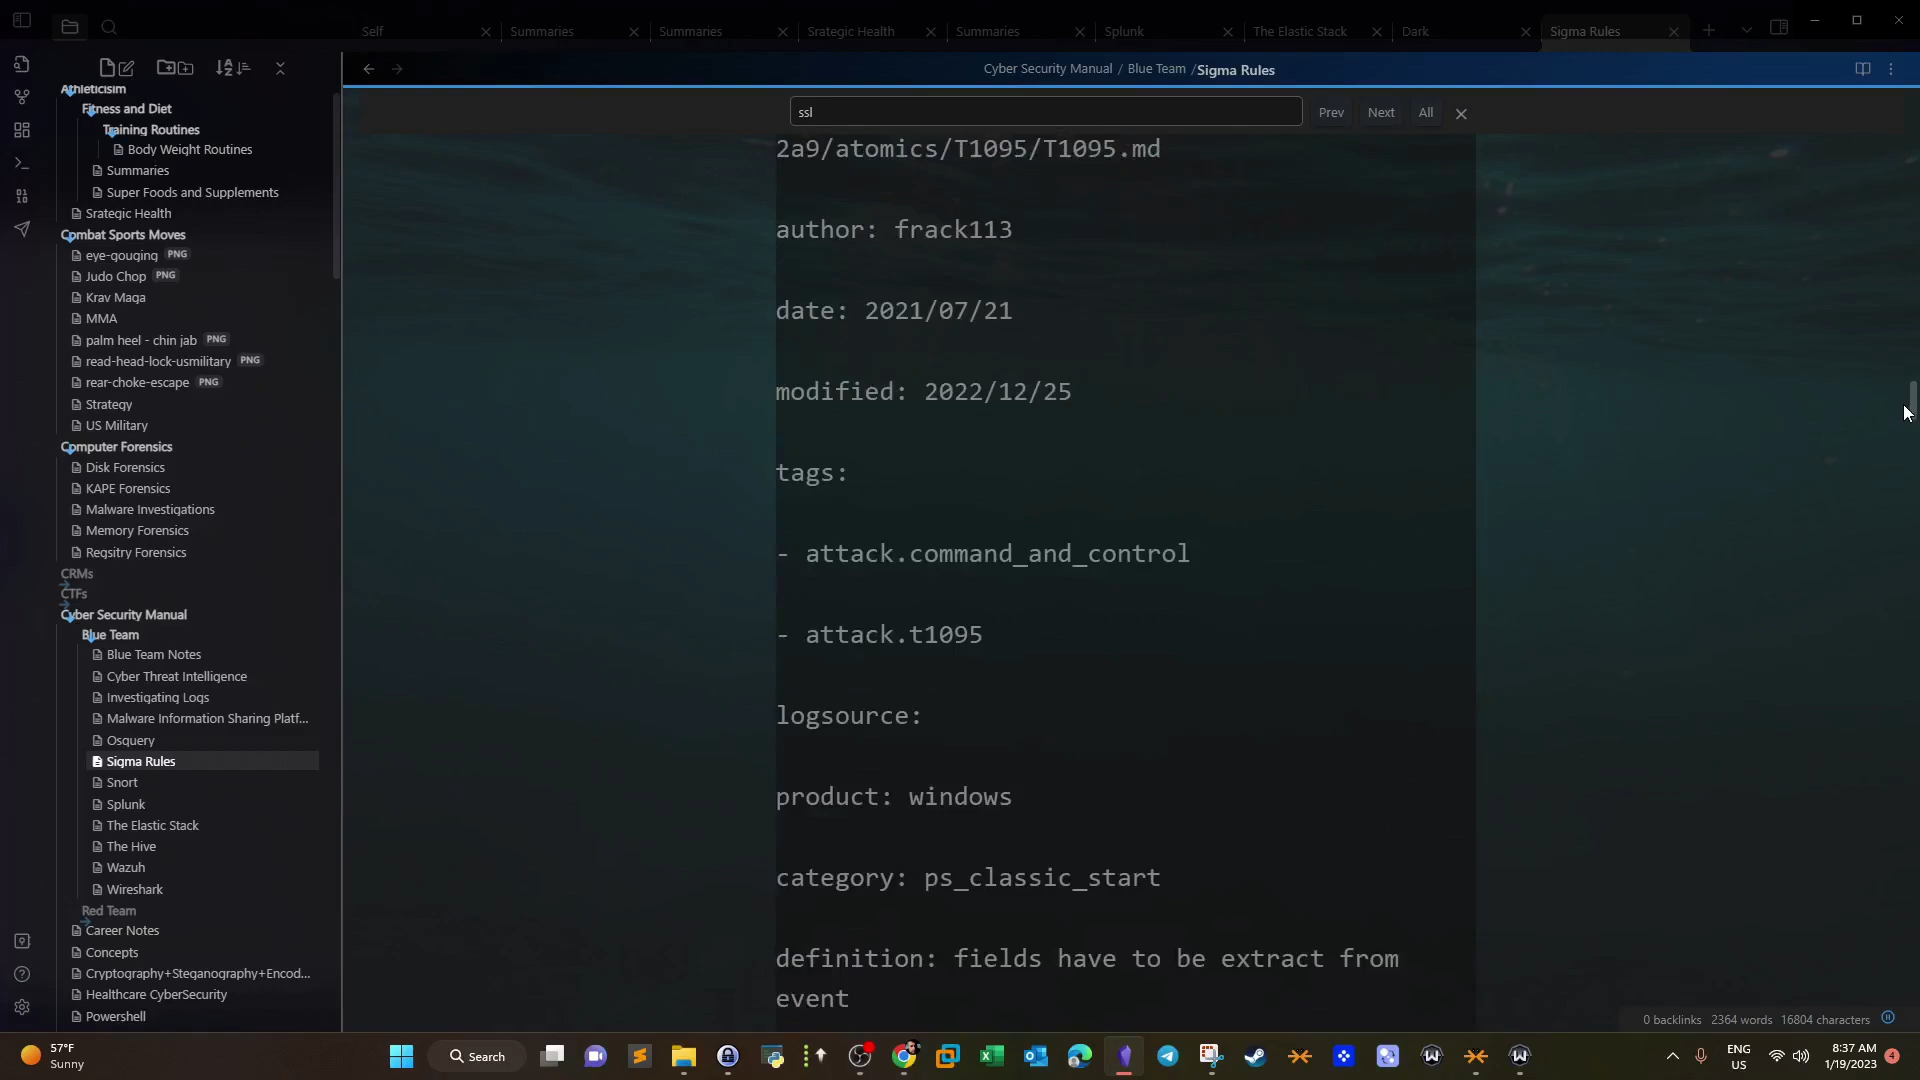 Self
Summaries
Summaries
Srategic Health
Summaries
Splunk
The Elastic Stack
Dark
Sigma Rules
Cyber Security Manual / Blue Team / Sigma Rules
ssl
Prev
Next
All
Athleticisim
Fitness and Diet
Training Routines
Body Weight Routines
Summaries
Super Foods and Supplements
Srategic Health
Combat Sports Moves
eye-gouging PNG
Judo Chop PNG
Krav Maga
MMA
palm heel - chin jab PNG
read-head-lock-usmilitary PNG
rear-choke-escape PNG
Strategy
US Military
Computer Forensics
Disk Forensics
KAPE Forensics
Malware Investigations
Memory Forensics
Regsitry Forensics
CRMs
CTFs
Cyber Security Manual
Blue Team
Blue Team Notes
Cyber Threat Intelligence
Investigating Logs
Malware Information Sharing Platf...
Osquery
Sigma Rules
Snort
Splunk
The Elastic Stack
The Hive
Wazuh
Wireshark
Red Team
Career Notes
Concepts
Cryptography+Steganography+Encod...
Healthcare CyberSecurity
Powershell
2a9/atomics/T1095/T1095.md
author: frack113
date: 2021/07/21
modified: 2022/12/25
tags:
- attack.command_and_control
- attack.t1095
logsource:
product: windows
category: ps_classic_start
definition: fields have to be extract from
event
0 backlinks 2364 words 16804 characters
57°F
Sunny
Search
ENG
US
8:37 AM
1/19/2023
4